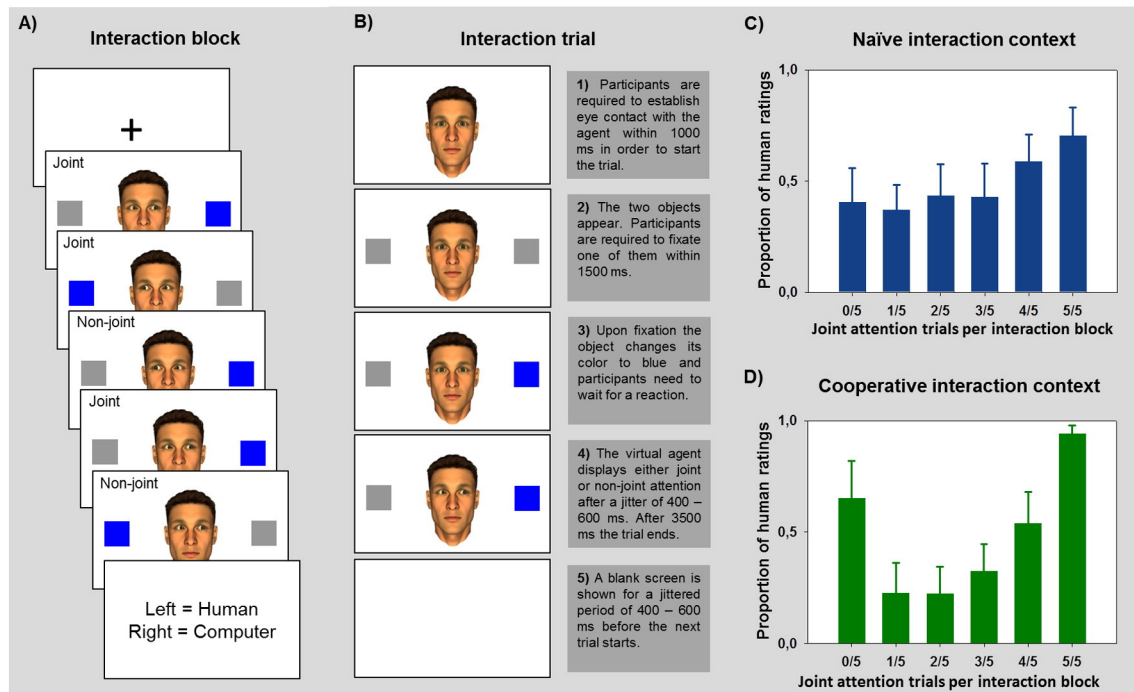 A)
Interaction block
Joint
Joint
Non-joint
Joint
Non-joint
Left = Human
Right = Computer
B)
Interaction trial
1) Participants are
required to establish
eye contact with the
agent within 1000
ms in order to start
the trial.
2) The two objects
appear. Participants
are required to fixate
one of them within
1500 ms.
3) Upon fixation the
object changes its
color to blue and
participants need to
wait for a reaction.
4) The virtual agent
displays either joint
or non-joint attention
after a jitter of 400 –
600 ms. After 3500
ms the trial ends.
5) A blank screen is
shown for a jittered
period of 400 – 600
ms before the next
trial starts.
C)
Naïve interaction context
Proportion of human ratings
1,0
0,5
0,0
0/5 1/5 2/5 3/5 4/5 5/5
Joint attention trials per interaction block
D)
Cooperative interaction context
Proportion of human ratings
1,0
0,5
0,0
0/5 1/5 2/5 3/5 4/5 5/5
Joint attention trials per interaction block